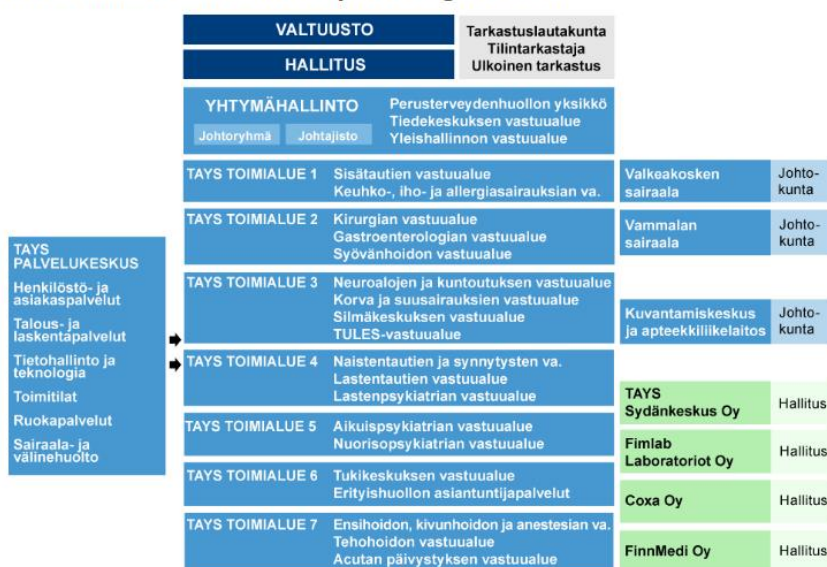 VALTUUSTO
HALLITUS
Tarkastuslautakunta
Tilintarkastaja
Ulkoinen tarkastus
YHTYMÄHALLINTO
Johtoryhmä
Johtajisto
Perusterveydenhuollon yksikkö
Tiedekeskuksen vastuualue
Yleishallinnon vastuualue
TAYS TOIMIALUE 1
Sisätautien vastuualue
Keuhko-, iho- ja allergiasairauksian va.
Valkeakosken
sairaala
Johto-
kunta
TAYS TOIMIALUE 2
Kirurgian vastuualue
Gastroenterologian vastuualue
Syövänhoidon vastuualue
Vammalan
sairaala
Johto-
kunta
TAYS
PALVELUKESKUS
Henkilöstö- ja
asiakaspalvelut
Talous- ja
laskentapalvelut
Tietohallinto ja
teknologia
Toimitilat
Ruokapalvelut
Sairaala- ja
välinehuolto
TAYS TOIMIALUE 3
Neuroalojen ja kuntoutuksen vastuualue
Korva ja suusairauksien vastuualue
Silmäkeskuksen vastuualue
TULES-vastuualue
Kuvantamiskeskus
ja apteekkiliikelaitos
Johto-
kunta
TAYS TOIMIALUE 4
Naistentautien ja synnytysten va.
Lastentautien vastuualue
Lastenpsykiatrian vastuualue
TAYS
Sydänkeskus Oy
Hallitus
TAYS TOIMIALUE 5
Aikuispsykiatrian vastuualue
Nuorisopsykiatrian vastuualue
Fimlab
Laboratoriot Oy
Hallitus
TAYS TOIMIALUE 6
Tukikeskuksen vastuualue
Erityishuollon asiantuntijapalvelut
Coxa Oy
Hallitus
TAYS TOIMIALUE 7
Ensihoidon, kivunhoidon ja anestesian va.
Tehohoidon vastuualue
Acutan päivystyksen vastuualue
FinnMedi Oy
Hallitus